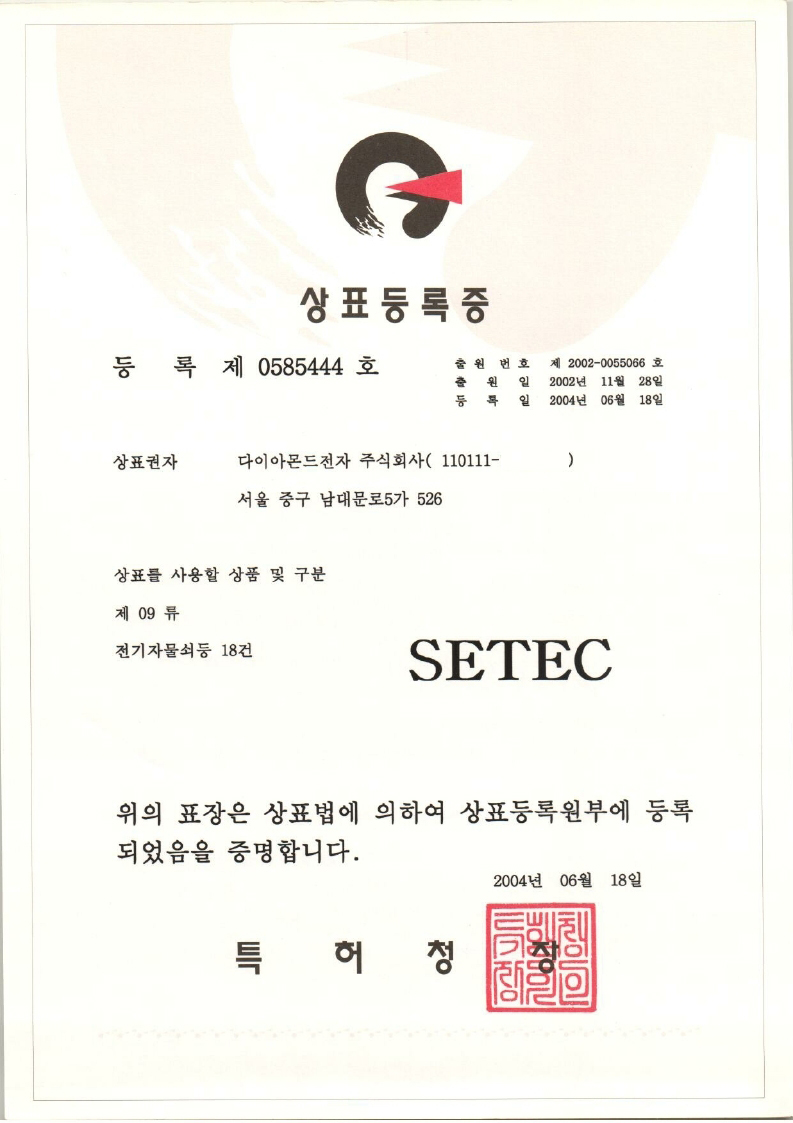 상표등록증
등 록 제 0585444 호
출 원 번 호 제 2002-0055066 호
출 원 일 2002년 11월 28일
등 록 일 2004년 06월 18일
상표권자 다이아몬드전자 주식회사( 110111- )
서울 중구 남대문로5가 526
상표를 사용할 상품 및 구분
제 09 류
전기자물쇠등 18건
SETEC
위의 표장은 상표법에 의하여 상표등록원부에 등록
되었음을 증명합니다.
2004년 06월 18일
특 허 청 장